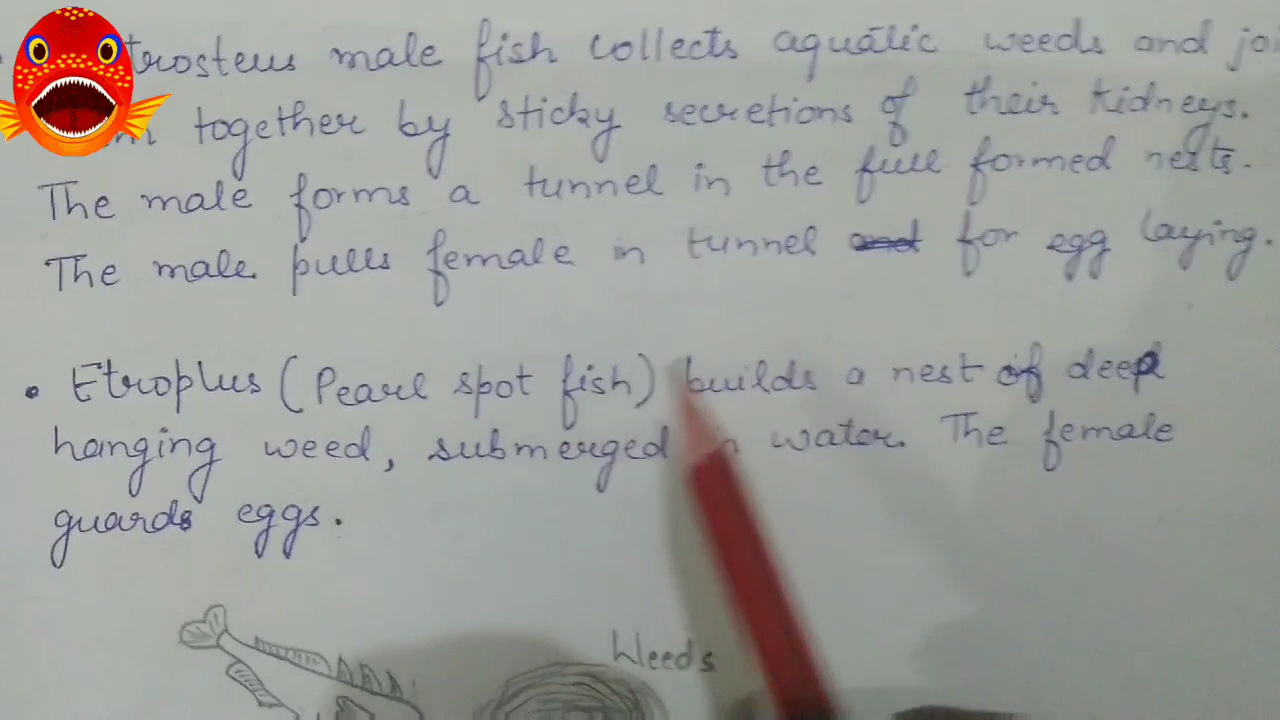 trosteus male fish collects aquatic weeds and jo
together by sticky secretions of their kidneys.
The male forms a tunnel in the full formed nests.
The male pulls female in tunnel for egg laying.
• Etroplus (Pearl spot fish) builds a nest of deep
hanging weed, submerged in water. The female
guards eggs.
Weeds